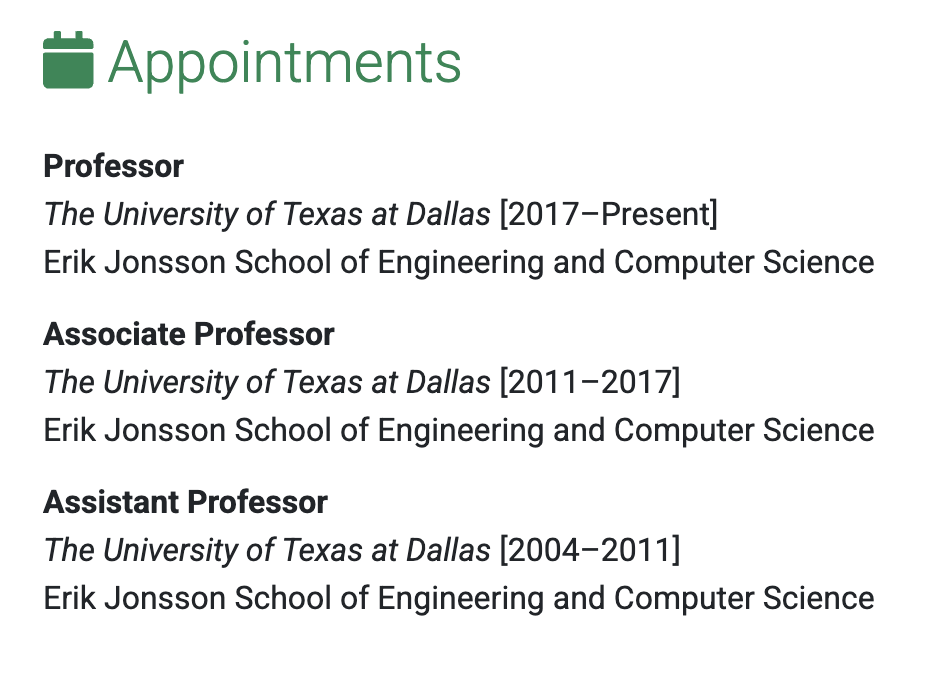 Appointments
Professor
The University of Texas at Dallas [2017–Present]
Erik Jonsson School of Engineering and Computer Science
Associate Professor
The University of Texas at Dallas [2011–2017]
Erik Jonsson School of Engineering and Computer Science
Assistant Professor
The University of Texas at Dallas [2004–2011]
Erik Jonsson School of Engineering and Computer Science